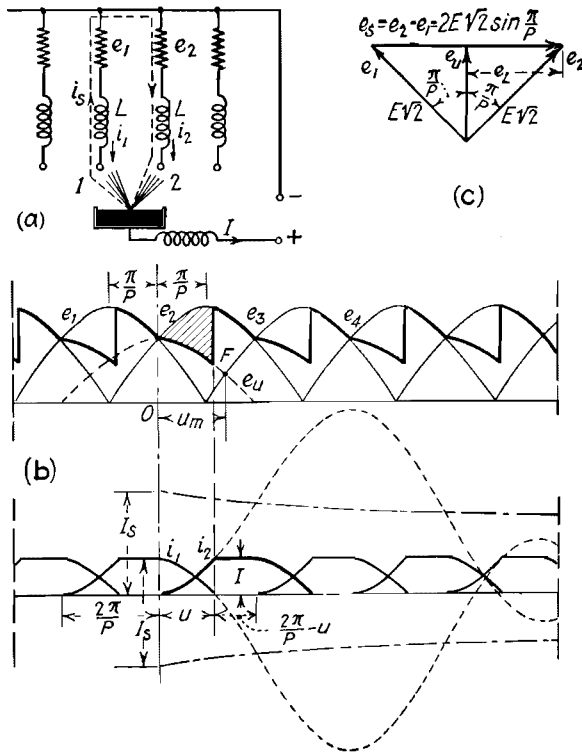 e₁ e₂
i_s L i₁ L i₂
1 2
(a) I − +
e_s=e₂-e₁=2E√2 sin π/P
e₁ e_u e_L e₂
π/P π/P
E√2 E√2
(c)
π/P π/P
e₁ e₂ e₃ e₄
F
e_u
O u_m
(b)
I_s i₁ i₂ I
2π/P I_s u 2π/P-u